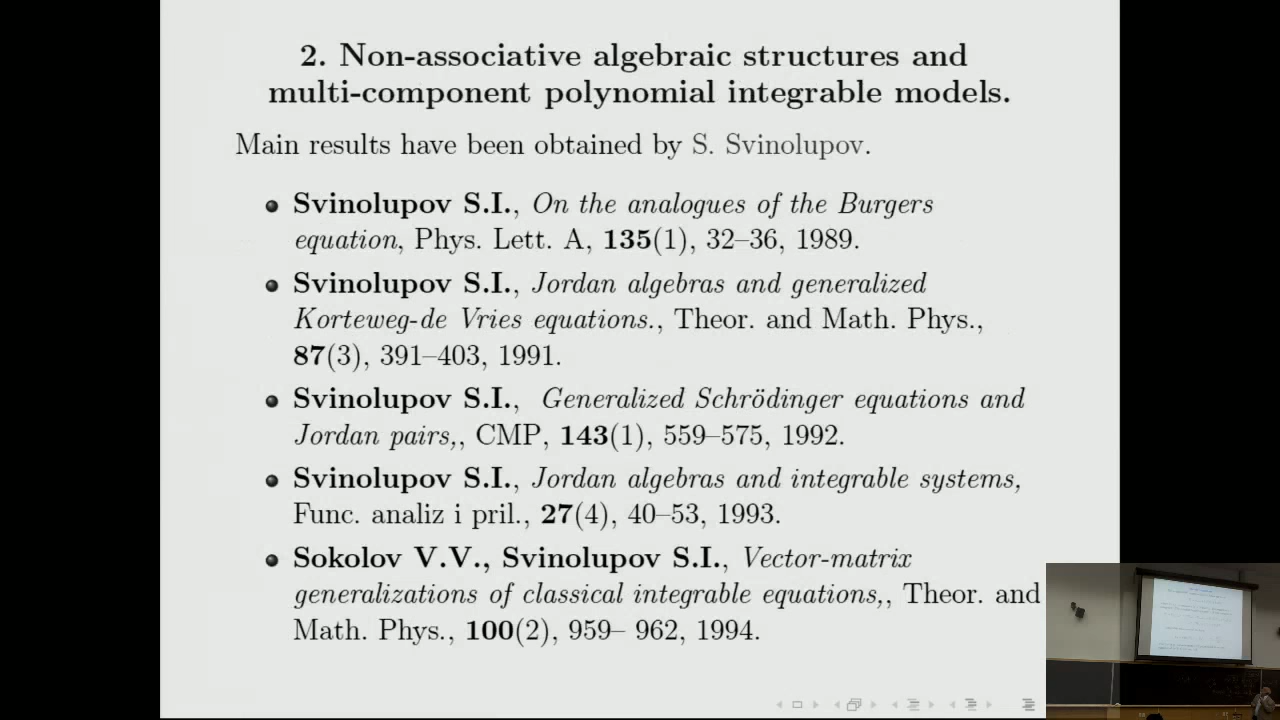 2. Non-associative algebraic structures and
multi-component polynomial integrable models.
Main results have been obtained by S. Svinolupov.
Svinolupov S.I., On the analogues of the Burgers
equation, Phys. Lett. A, 135(1), 32–36, 1989.
Svinolupov S.I., Jordan algebras and generalized
Korteweg-de Vries equations., Theor. and Math. Phys.,
87(3), 391–403, 1991.
Svinolupov S.I., Generalized Schrödinger equations and
Jordan pairs,, CMP, 143(1), 559–575, 1992.
Svinolupov S.I., Jordan algebras and integrable systems,
Func. analiz i pril., 27(4), 40–53, 1993.
Sokolov V.V., Svinolupov S.I., Vector-matrix
generalizations of classical integrable equations,, Theor. and
Math. Phys., 100(2), 959– 962, 1994.